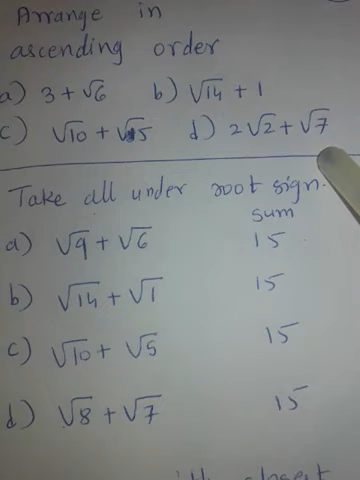 Arrange in
ascending order
a) 3 + √6 b) √14 + 1
c) √10 + √5 d) 2√2 + √7
Take all under root sign.
sum
a) √9 + √6 15
b) √14 + √1 15
c) √10 + √5 15
d) √8 + √7 15
closest